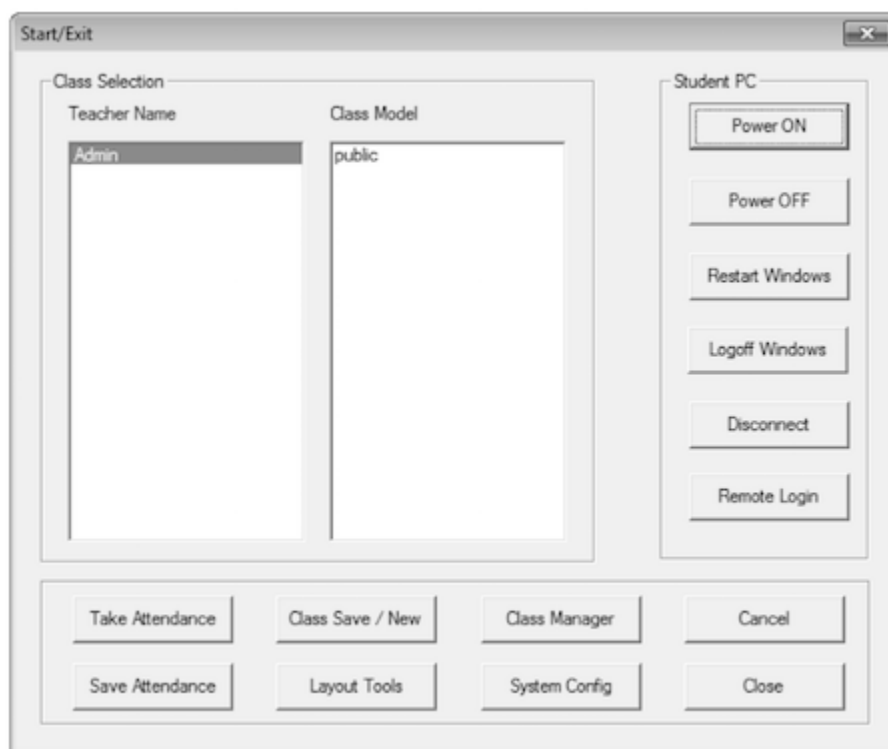 Start/Exit
Class Selection
Student PC
Teacher Name
Class Model
Admin
public
Power ON
Power OFF
Restart Windows
Logoff Windows
Disconnect
Remote Login
Take Attendance
Class Save / New
Class Manager
Cancel
Save Attendance
Layout Tools
System Config
Close